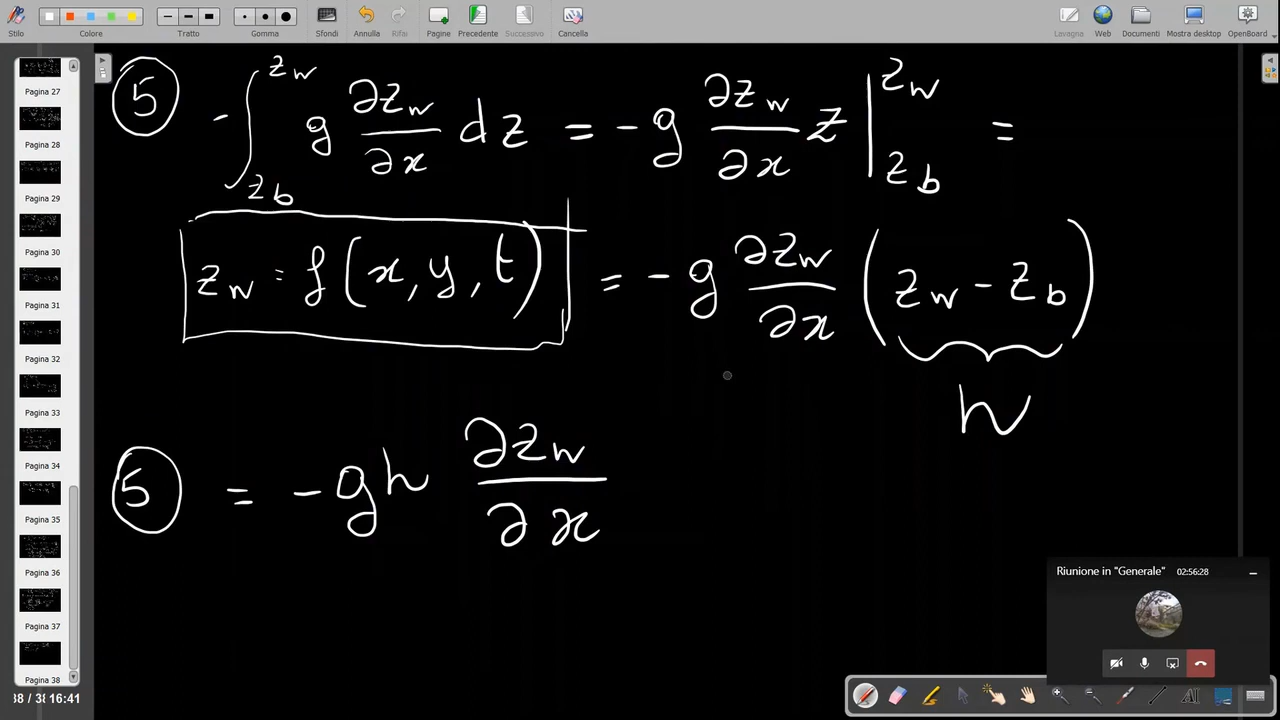 Stilo Colore Tratto Gomma Sfondi Annulla Rifai Pagine Precedente Successivo Cancella Lavagna Web Documenti Mostra desktop OpenBoard
Pagina 27
Pagina 28
Pagina 29
Pagina 30
Pagina 31
Pagina 32
Pagina 33
Pagina 34
Pagina 35
Pagina 36
Pagina 37
Pagina 38
16:41
⑤ -∫_{z_b}^{z_w} g ∂z_w/∂x dz = -g ∂z_w/∂x z |_{z_b}^{z_w} =
z_w = f(x, y, t) = -g ∂z_w/∂x (z_w - z_b)
h
⑤ = -gh ∂z_w/∂x
Riunione in "Generale" 02:56:28